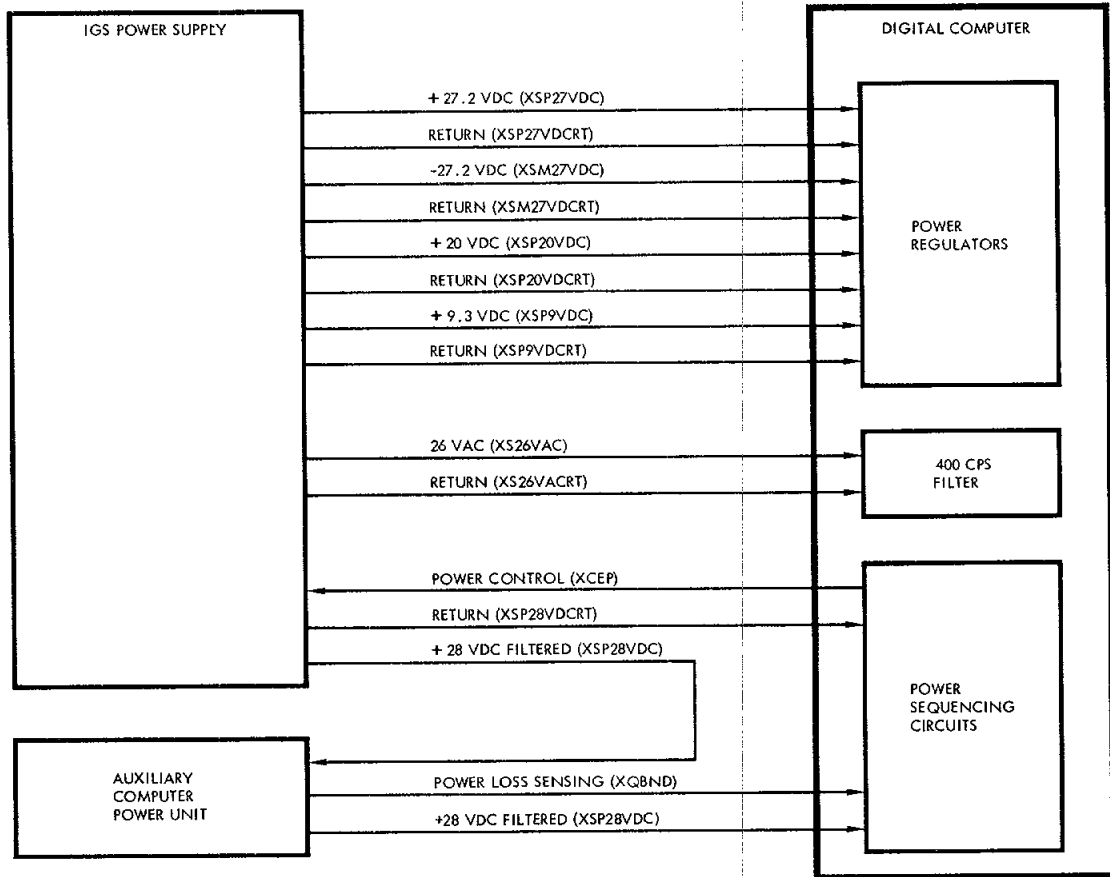 IGS POWER SUPPLY
DIGITAL COMPUTER
+ 27.2 VDC (XSP27VDC)
RETURN (XSP27VDCRT)
-27.2 VDC (XSM27VDC)
RETURN (XSM27VDCRT)
+ 20 VDC (XSP20VDC)
RETURN (XSP20VDCRT)
+ 9.3 VDC (XSP9VDC)
RETURN (XSP9VDCRT)
POWER
REGULATORS
26 VAC (XS26VAC)
RETURN (XS26VACRT)
400 CPS
FILTER
POWER CONTROL (XCEP)
RETURN (XSP28VDCRT)
+ 28 VDC FILTERED (XSP28VDC)
POWER
SEQUENCING
CIRCUITS
AUXILIARY
COMPUTER
POWER UNIT
POWER LOSS SENSING (XQBND)
+28 VDC FILTERED (XSP28VDC)